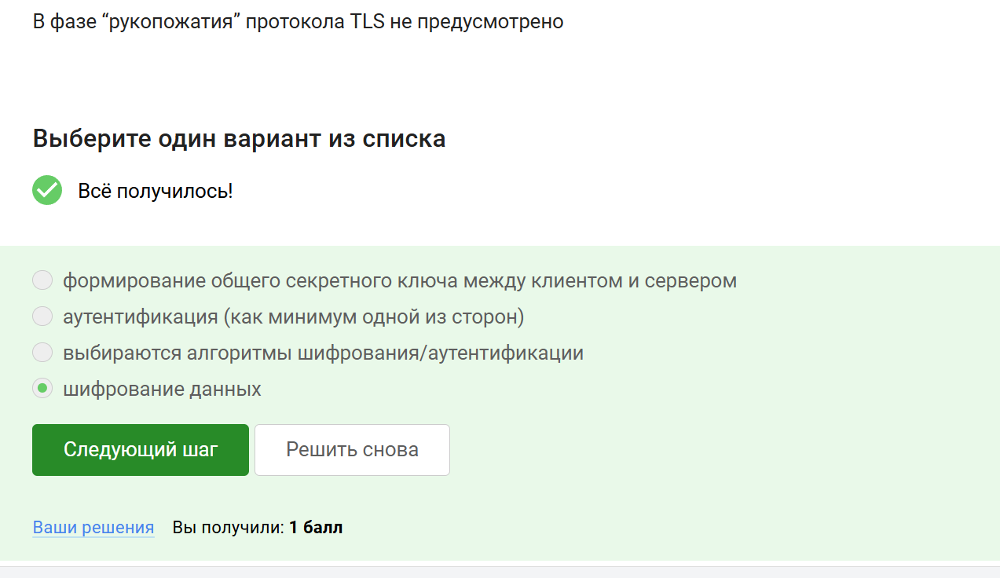 В фазе “рукопожатия” протокола TLS не предусмотрено
Выберите один вариант из списка
Всё получилось!
формирование общего секретного ключа между клиентом и сервером
аутентификация (как минимум одной из сторон)
выбираются алгоритмы шифрования/аутентификации
шифрование данных
Следующий шаг Решить снова
Ваши решения Вы получили: 1 балл